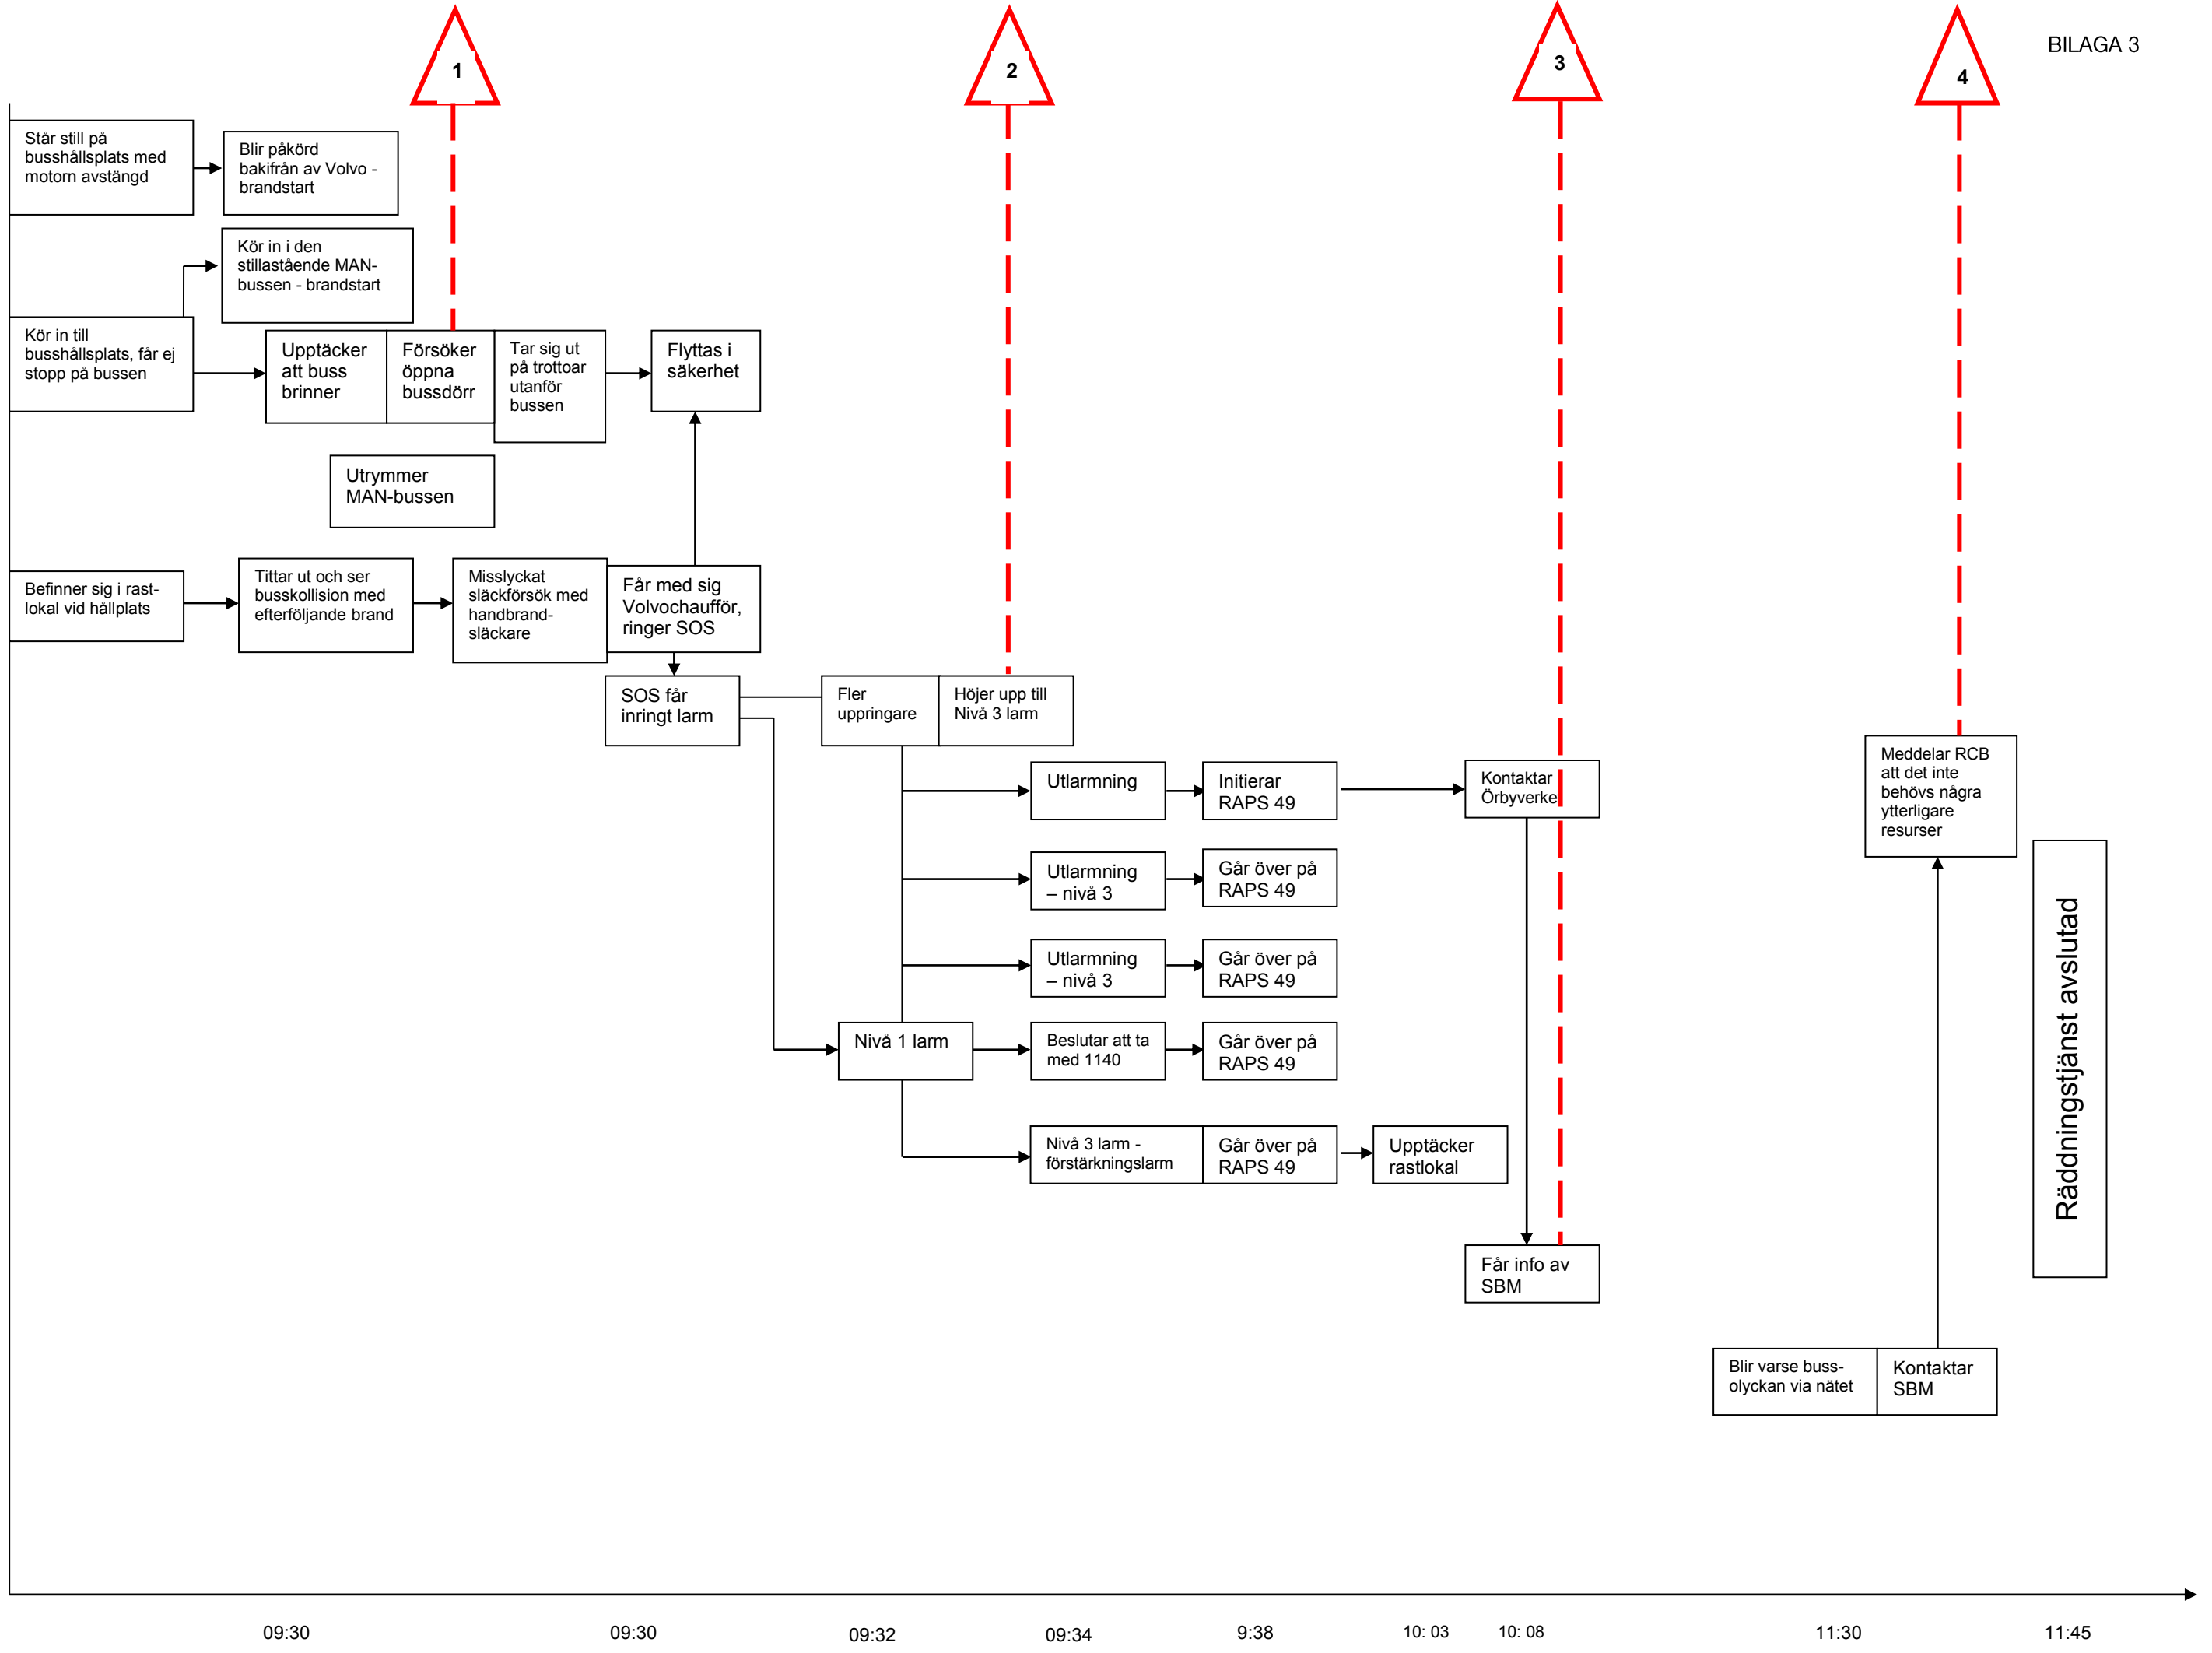 BILAGA 3
1
2
3
4
Står still på
busshållsplats med
motorn avstängd
Blir påkörd
bakifrån av Volvo -
brandstart
Kör in i den
stillastående MAN-
bussen - brandstart
Kör in till
busshållsplats, får ej
stopp på bussen
Upptäcker
att buss
brinner
Försöker
öppna
bussdörr
Tar sig ut
på trottoar
utanför
bussen
Flyttas i
säkerhet
Utrymmer
MAN-bussen
Befinner sig i rast-
lokal vid hållplats
Tittar ut och ser
busskollision med
efterföljande brand
Misslyckat
släckförsök med
handbrand-
släckare
Får med sig
Volvochaufför,
ringer SOS
SOS får
inringt larm
Fler
uppringare
Höjer upp till
Nivå 3 larm
Utlarmning
Initierar
RAPS 49
Kontaktar
Örbyverket
Meddelar RCB
att det inte
behövs några
ytterligare
resurser
Utlarmning
– nivå 3
Går över på
RAPS 49
Utlarmning
– nivå 3
Går över på
RAPS 49
Nivå 1 larm
Beslutar att ta
med 1140
Går över på
RAPS 49
Nivå 3 larm -
förstärkningslarm
Går över på
RAPS 49
Upptäcker
rastlokal
Räddningstjänst avslutad
Får info av
SBM
Blir varse buss-
olyckan via nätet
Kontaktar
SBM
09:30
09:30
09:32
09:34
9:38
10: 03
10: 08
11:30
11:45